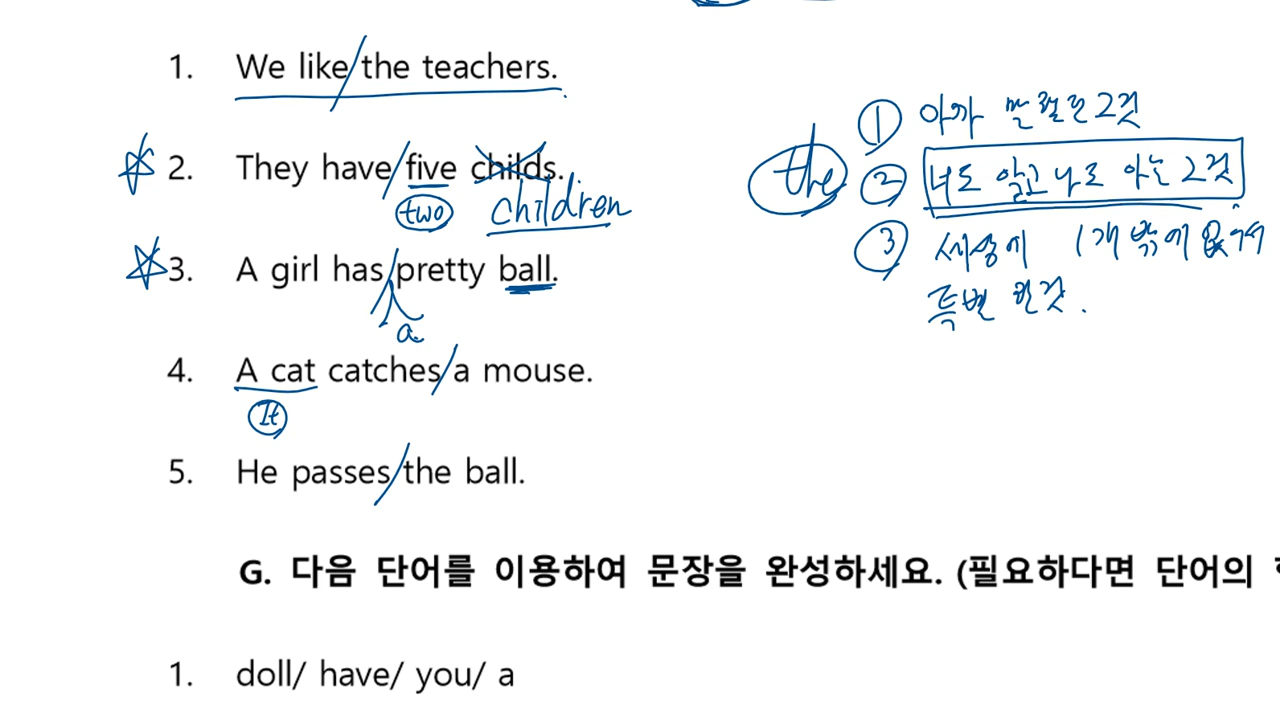 1. We like/the teachers.
2. They have/five childs.
two children
3. A girl has/pretty ball.
a
4. A cat catches/a mouse.
It
5. He passes/the ball.
the ① 아까 말했던 그것
② 너도 알고 나도 아는 그것
③ 세상에 1개 밖에 없거나
특별한 것.
G. 다음 단어를 이용하여 문장을 완성하세요. (필요하다면 단어의
1. doll/ have/ you/ a